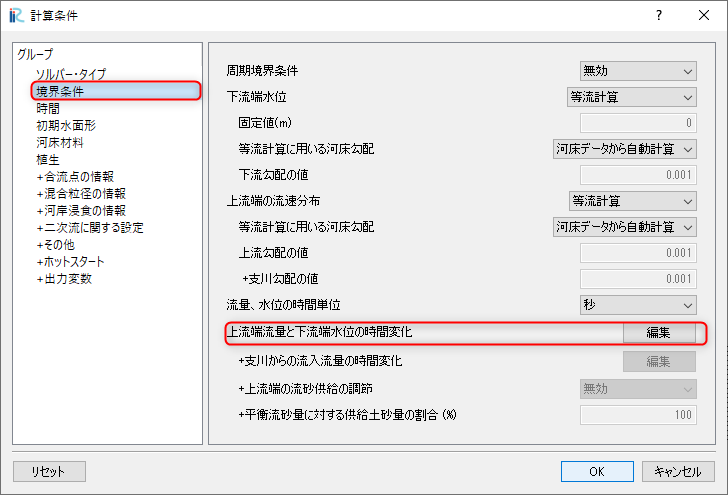 iRIC 計算条件
グループ
ソルバー・タイプ
境界条件
時間
初期水面形
河床材料
植生
+合流点の情報
+混合粒径の情報
+河岸浸食の情報
+二次流に関する設定
+その他
+ホットスタート
+出力変数
周期境界条件 無効
下流端水位 等流計算
固定値(m) 0
等流計算に用いる河床勾配 河床データから自動計算
下流勾配の値 0.001
上流端の流速分布 等流計算
等流計算に用いる河床勾配 河床データから自動計算
上流勾配の値 0.001
+支川勾配の値 0.001
流量、水位の時間単位 秒
上流端流量と下流端水位の時間変化 編集
+支川からの流入流量の時間変化 編集
+上流端の流砂供給の調節 無効
+平衡流砂量に対する供給土砂量の割合 (%) 100
リセット OK キャンセル